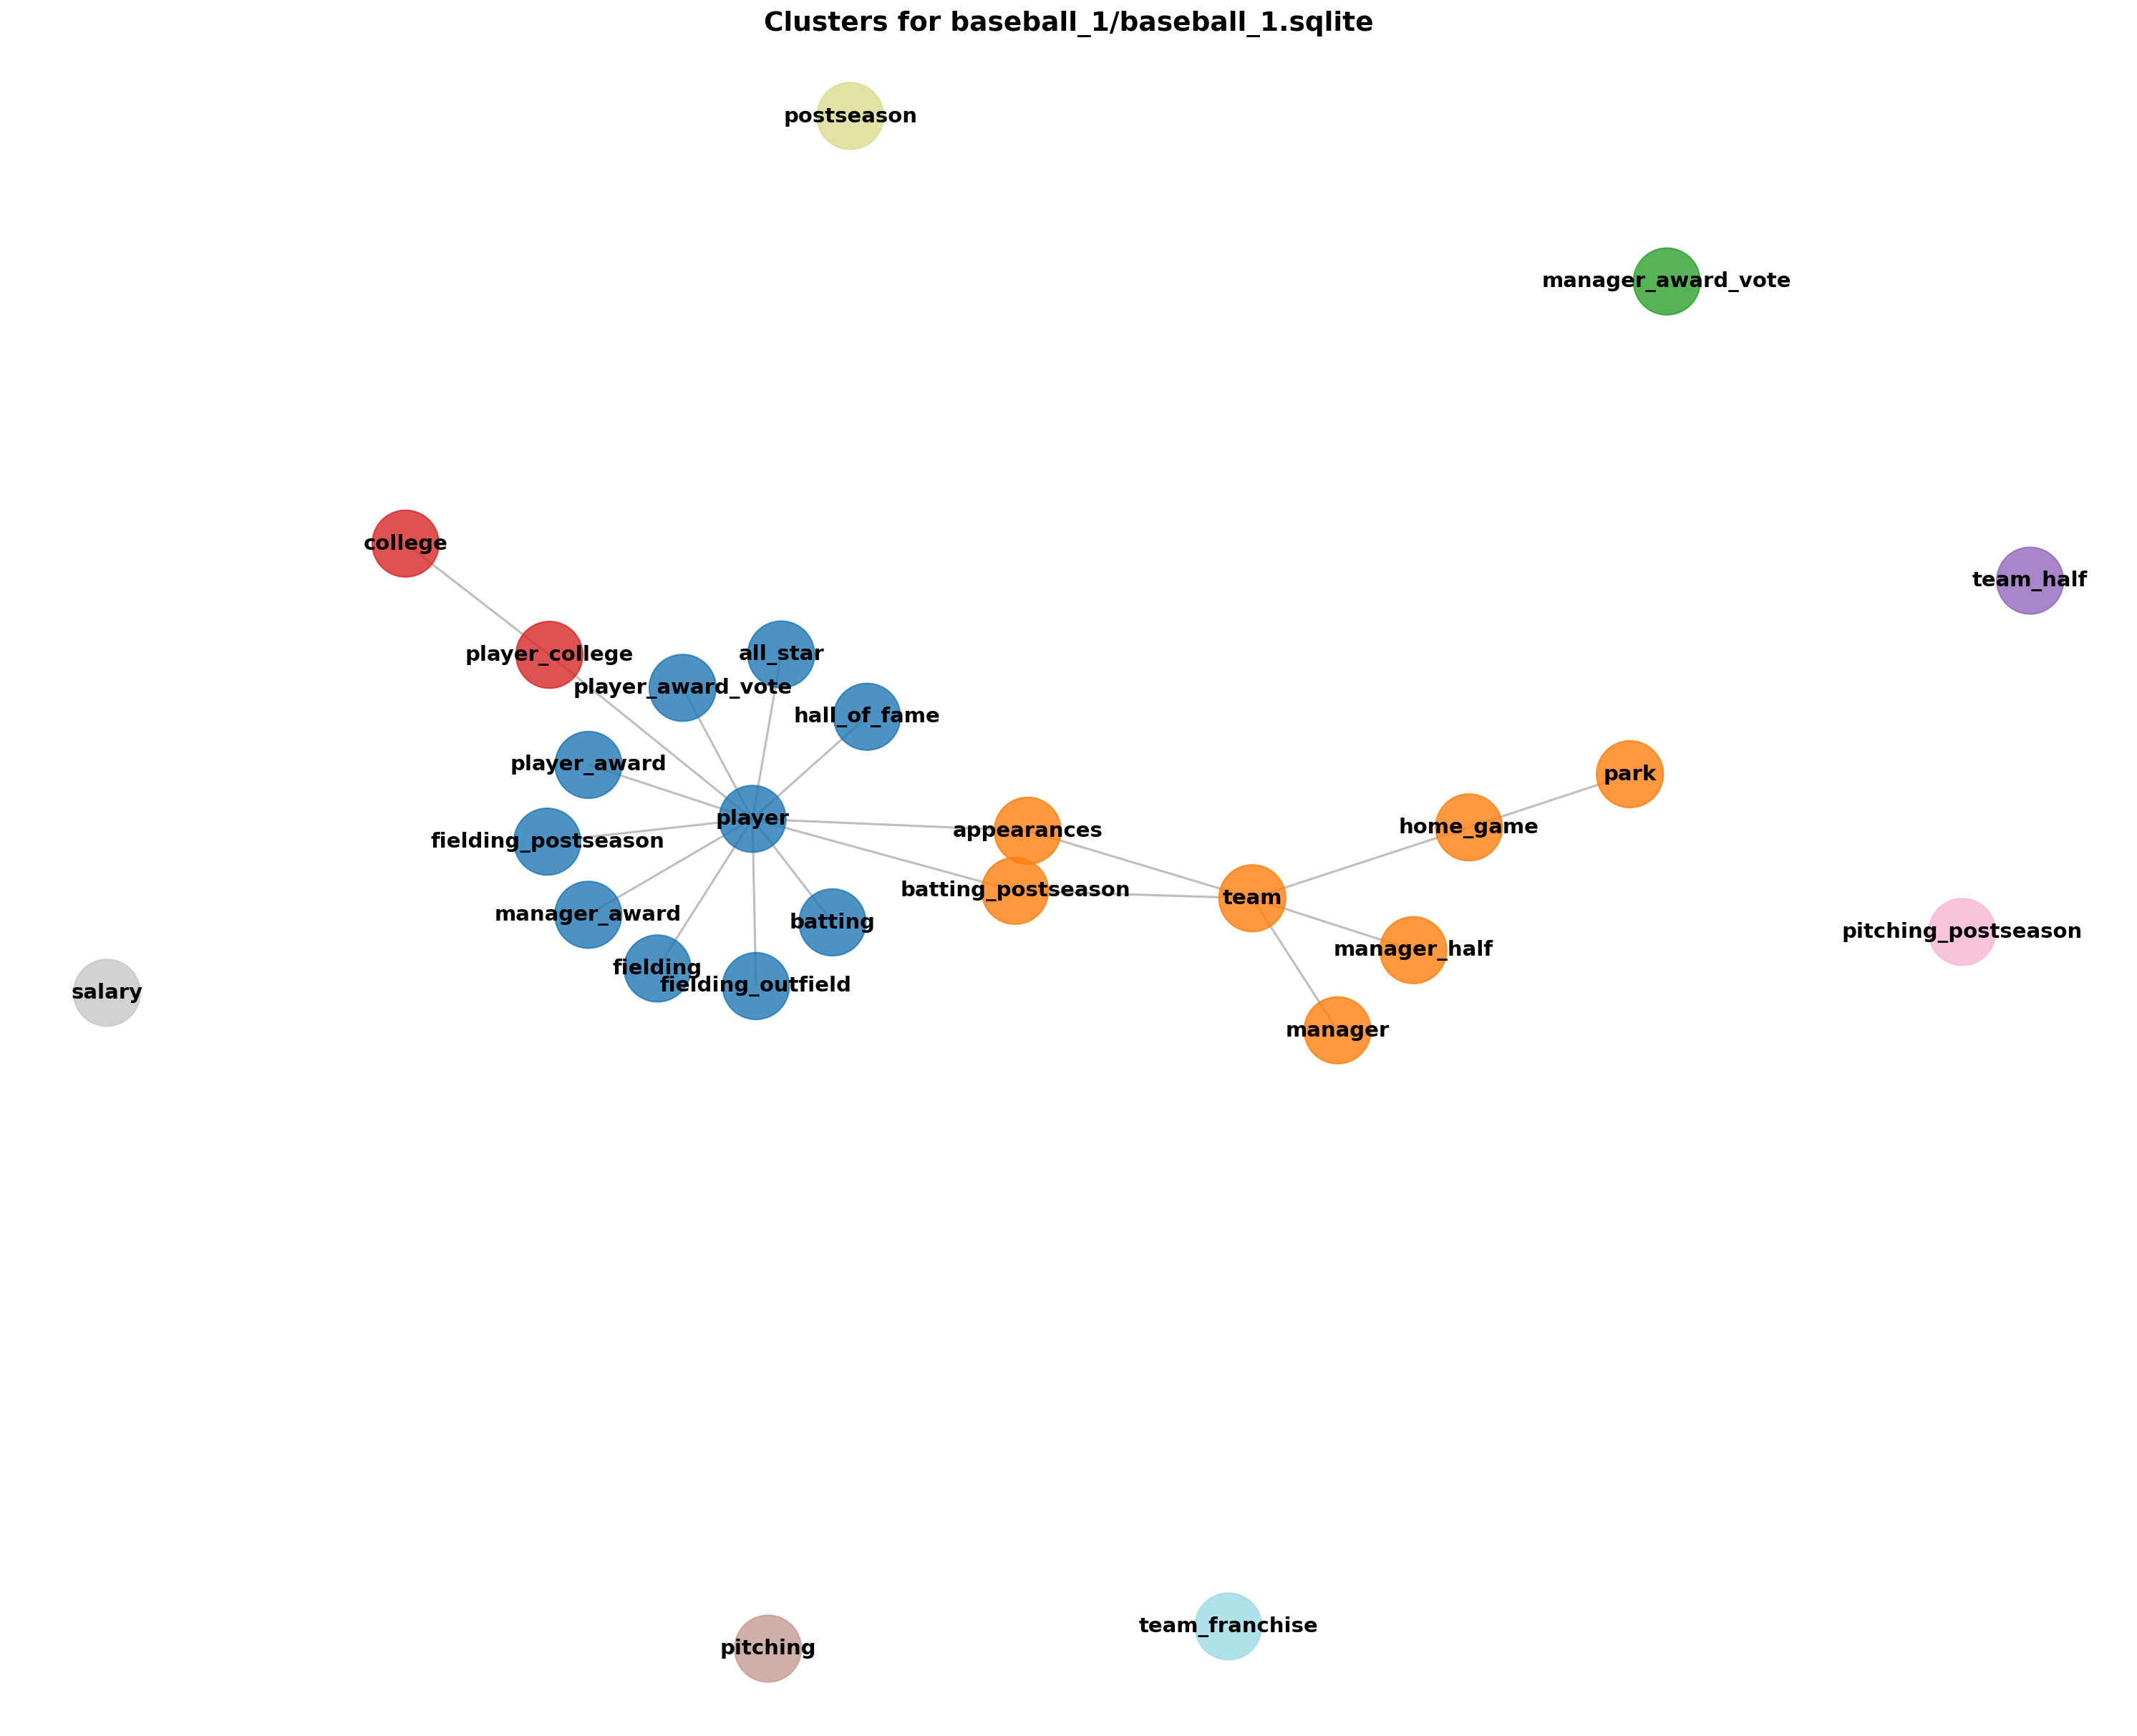 Clusters for baseball_1/baseball_1.sqlite
postseason
manager_award_vote
college
team_half
player_college
all_star
player_award_vote
hall_of_fame
player_award
park
player
appearances
home_game
fielding_postseason
batting_postseason
team
manager_award
batting
manager_half
pitching_postseason
fielding
fielding_outfield
salary
manager
team_franchise
pitching